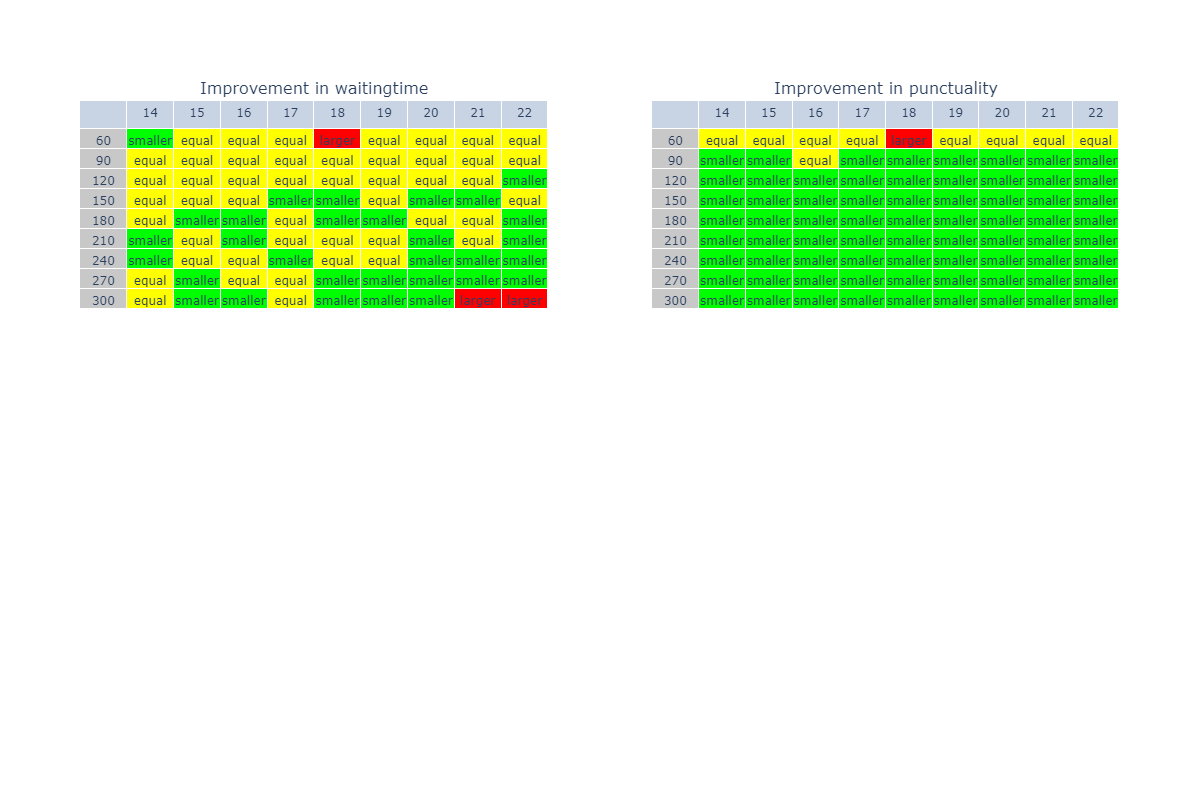 Improvement in waitingtime
14 15 16 17 18 19 20 21 22
60 smaller equal equal equal larger equal equal equal equal
90 equal equal equal equal equal equal equal equal equal
120 equal equal equal equal equal equal equal equal smaller
150 equal equal equal smaller smaller equal smaller smaller equal
180 equal smaller smaller equal smaller smaller equal equal smaller
210 smaller equal smaller equal equal equal smaller equal smaller
240 smaller equal equal smaller equal equal smaller smaller smaller
270 equal smaller equal equal smaller smaller smaller smaller smaller
300 equal smaller smaller equal smaller smaller smaller larger larger
Improvement in punctuality
14 15 16 17 18 19 20 21 22
60 equal equal equal equal larger equal equal equal equal
90 smaller smaller equal smaller smaller smaller smaller smaller smaller
120 smaller smaller smaller smaller smaller smaller smaller smaller smaller
150 smaller smaller smaller smaller smaller smaller smaller smaller smaller
180 smaller smaller smaller smaller smaller smaller smaller smaller smaller
210 smaller smaller smaller smaller smaller smaller smaller smaller smaller
240 smaller smaller smaller smaller smaller smaller smaller smaller smaller
270 smaller smaller smaller smaller smaller smaller smaller smaller smaller
300 smaller smaller smaller smaller smaller smaller smaller smaller smaller